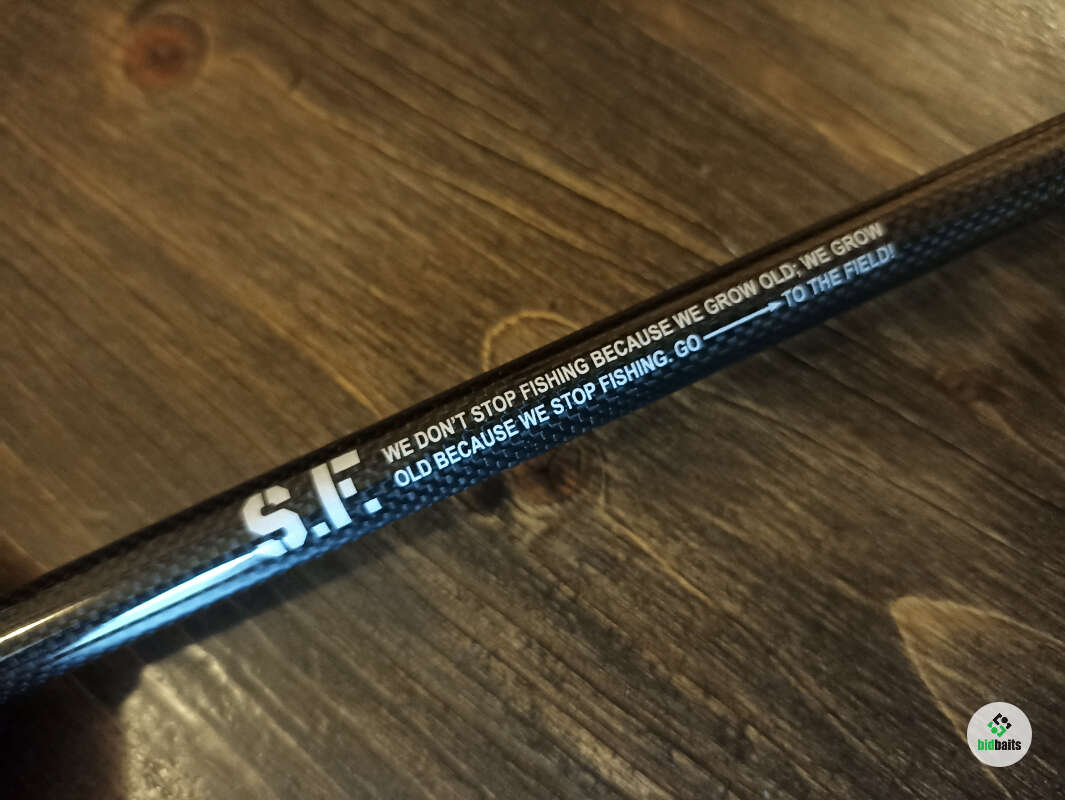 S.F.
WE DON'T STOP FISHING BECAUSE WE GROW OLD; WE GROW
OLD BECAUSE WE STOP FISHING. GO TO THE FIELD!
bidbaits